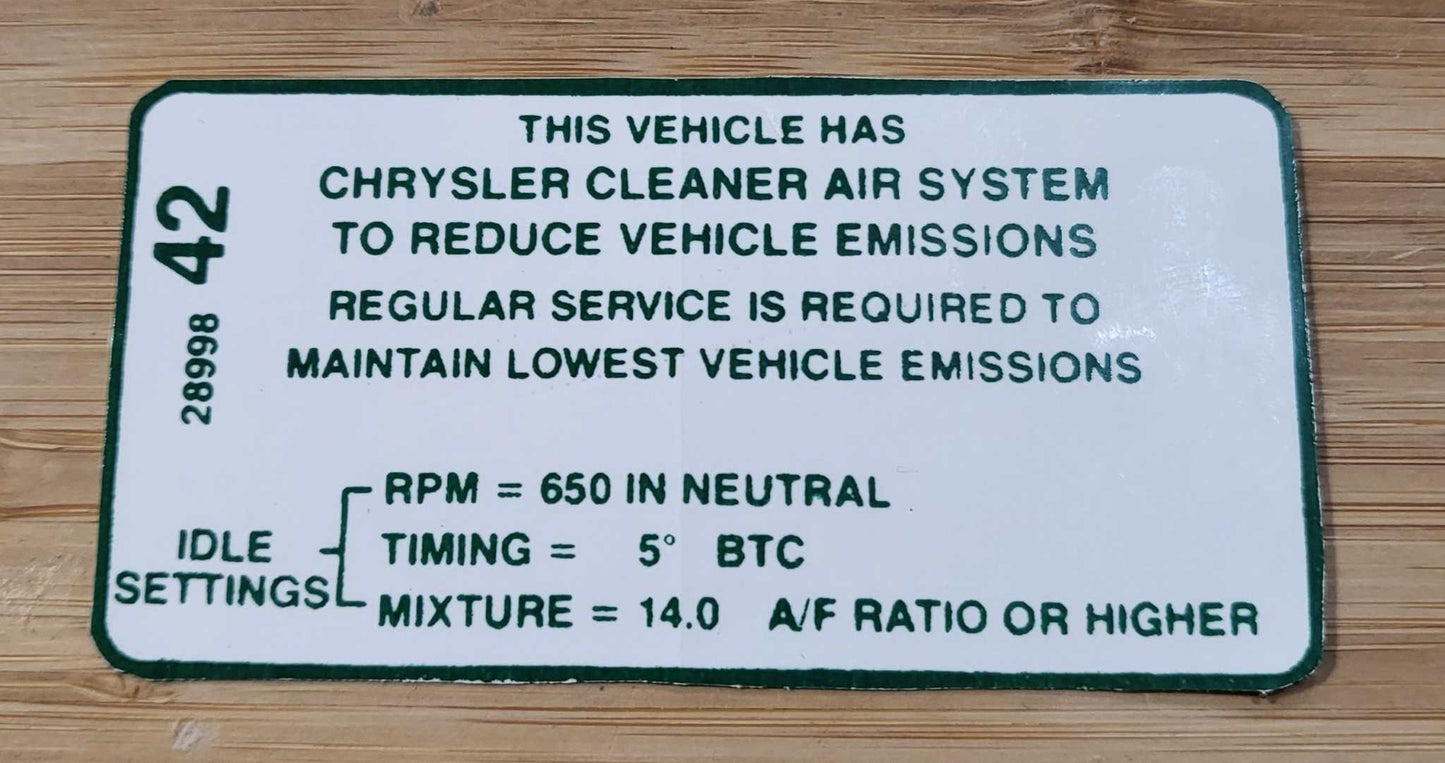 THIS VEHICLE HAS
CHRYSLER CLEANER AIR SYSTEM
TO REDUCE VEHICLE EMISSIONS
REGULAR SERVICE IS REQUIRED TO
MAINTAIN LOWEST VEHICLE EMISSIONS
28998 42
IDLE
SETTINGS
RPM = 650 IN NEUTRAL
TIMING = 5° BTC
MIXTURE = 14.0 A/F RATIO OR HIGHER